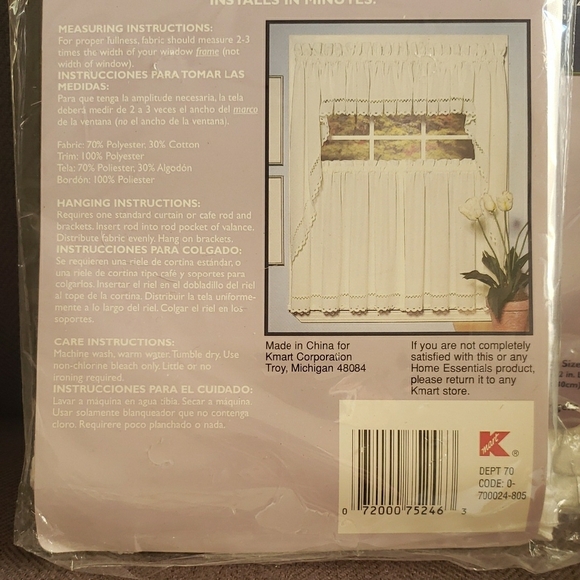 INSTALLS IN MINUTES.
MEASURING INSTRUCTIONS:
For proper fullness, fabric should measure 2-3
times the width of your window frame (not
width of window).
INSTRUCCIONES PARA TOMAR LAS
MEDIDAS:
Para que tenga la amplitude necesaria, la tela
deberá medir de 2 a 3 veces el ancho del marco
de la ventana (no el ancho de la ventana).
Fabric: 70% Polyester, 30% Cotton
Trim: 100% Polyester
Tela: 70% Poliester, 30% Algodón
Bordón: 100% Poliester
HANGING INSTRUCTIONS:
Requires one standard curtain or cafe rod and
brackets. Insert rod into rod pocket of valance.
Distribute fabric evenly. Hang on brackets.
INSTRUCCIONES PARA COLGADO:
Se requieren una riele de cortina estándar, o
una riele de cortina tipo café y soportes para
colgarlos. Insertar el riel en el dobladillo del riel
al tope de la cortina. Distribuir la tela uniforme-
mente a lo largo del riel. Colgar el riel en los
soportes.
CARE INSTRUCTIONS:
Machine wash, warm water. Tumble dry. Use
non-chlorine bleach only. Little or no
ironing required.
INSTRUCCIONES PARA EL CUIDADO:
Lavar a maquina en agua tibia. Secar a maquina.
Usar solamente blanqueador que no contenga
cloro. Requirere poco planchado o nada.
Made in China for
Kmart Corporation
Troy, Michigan 48084
If you are not completely
satisfied with this or any
Home Essentials product,
please return it to any
Kmart store.
K mart ®
DEPT 70
CODE: 0-
700024-805
0 72000 75246 3